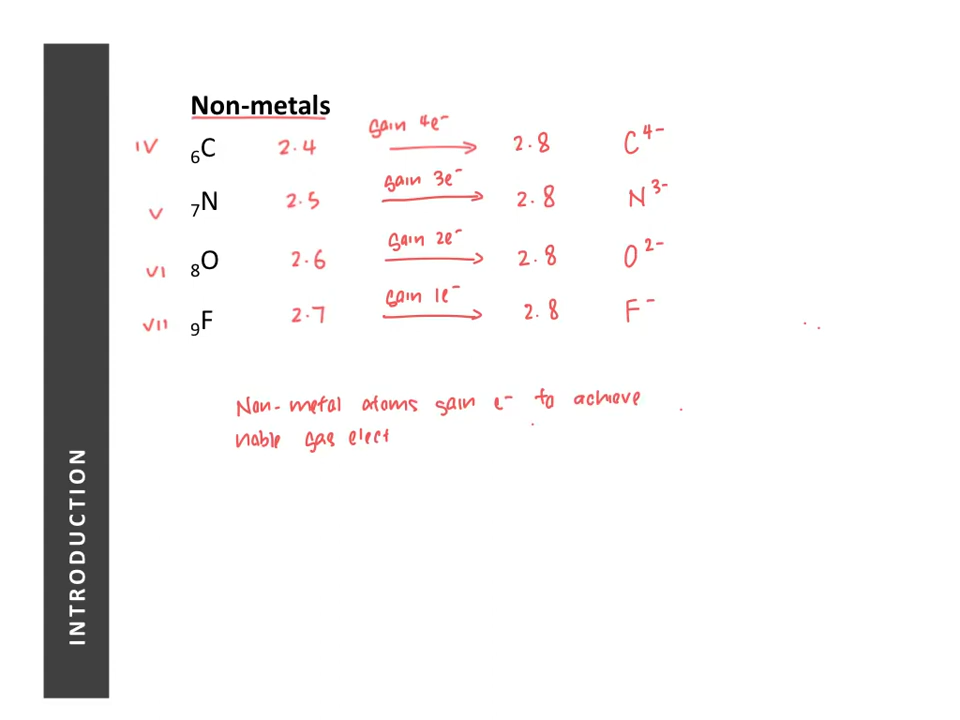 Non-metals
IV ₆C 2.4 gain 4e⁻ → 2.8 C⁴⁻
V ₇N 2.5 gain 3e⁻ → 2.8 N³⁻
VI ₈O 2.6 gain 2e⁻ → 2.8 O²⁻
VII ₉F 2.7 gain 1e⁻ → 2.8 F⁻
Non-metal atoms gain e⁻ to achieve
noble gas elect
INTRODUCTION